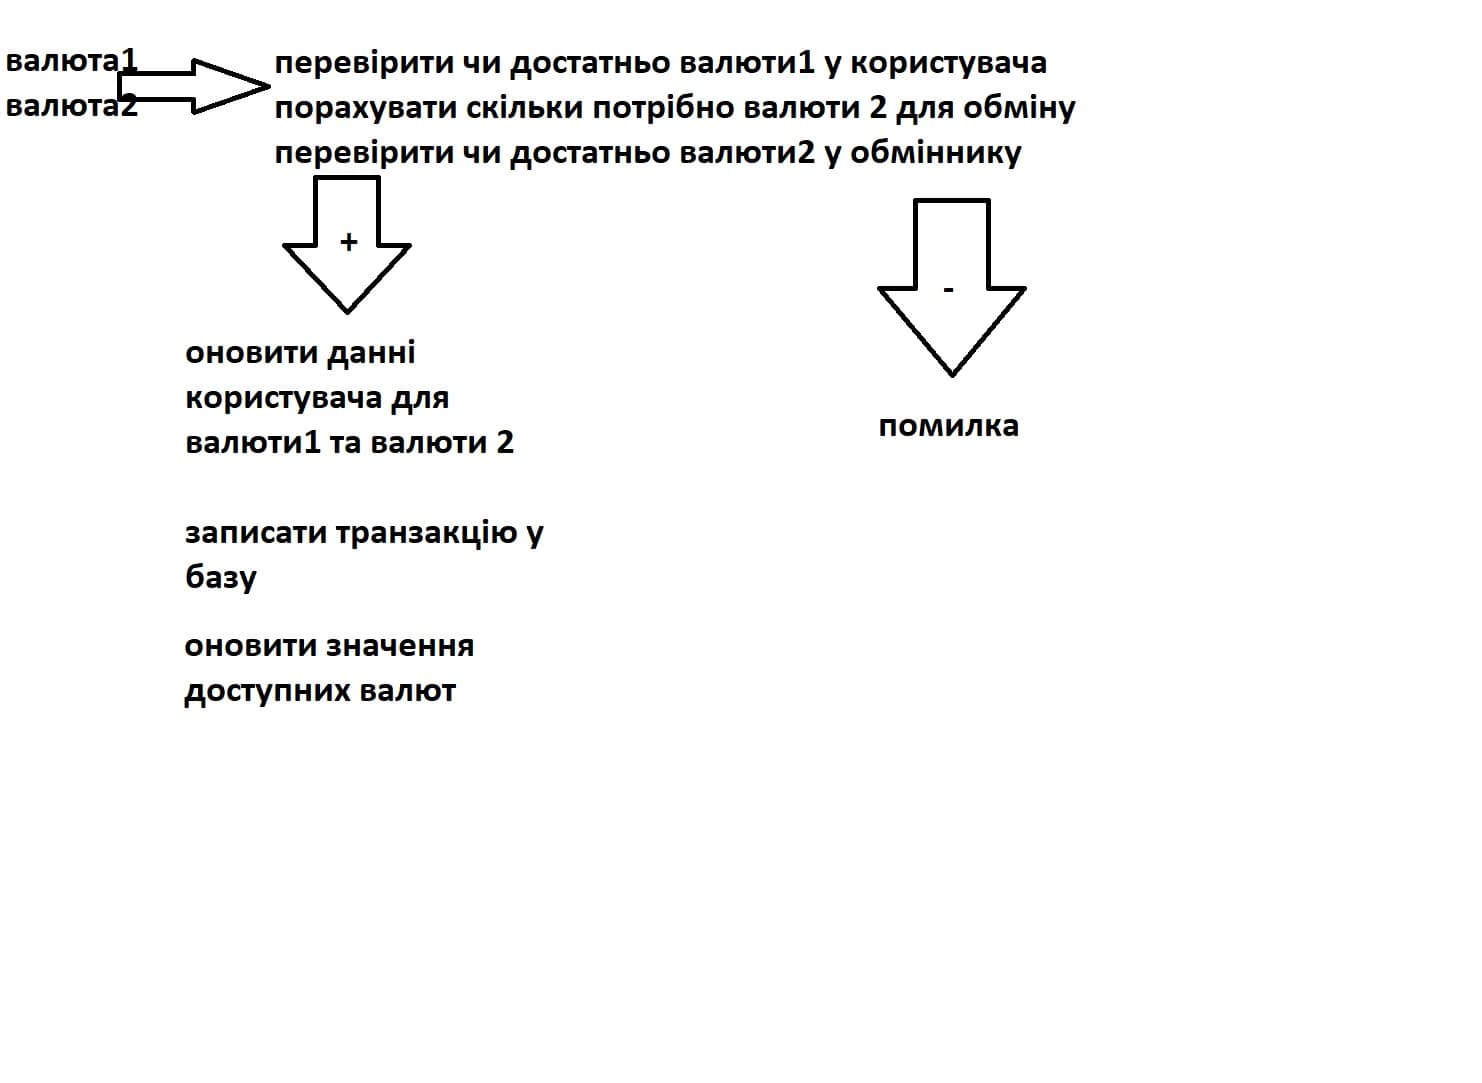 валюта1
валюта2
перевірити чи достатньо валюти1 у користувача
порахувати скільки потрібно валюти 2 для обміну
перевірити чи достатньо валюти2 у обміннику
+
-
оновити данні
користувача для
валюти1 та валюти 2
помилка
записати транзакцію у
базу
оновити значення
доступних валют